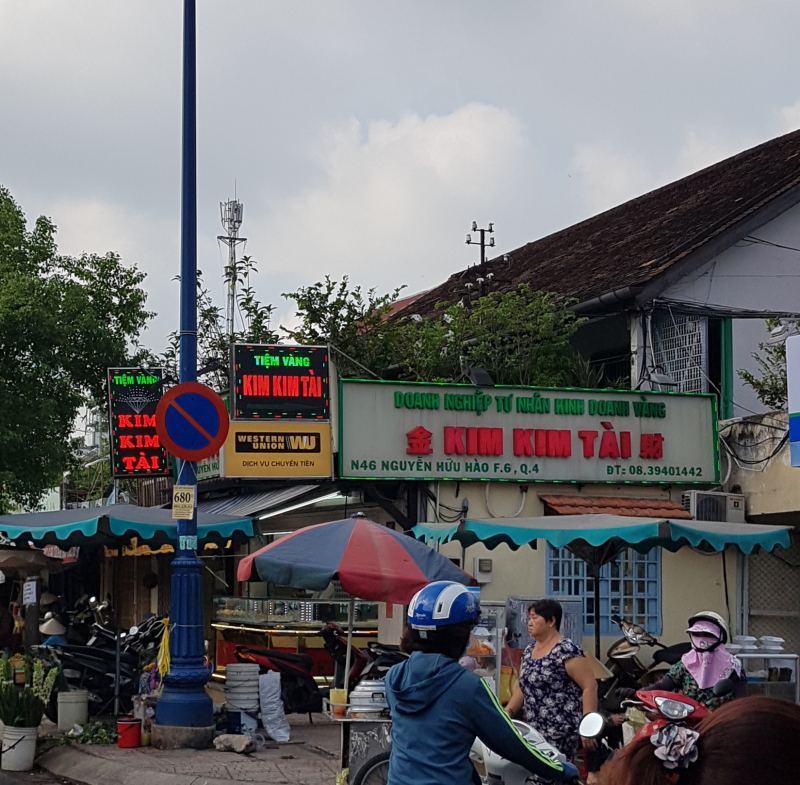 TIỆM VÀNG
KIM
KIM
TÀI
TIỆM VÀNG
KIM KIM TÀI
WESTERN
UNION
WU
DỊCH VỤ CHUYỂN TIỀN
680
DOANH NGHIỆP TƯ NHÂN KINH DOANH VÀNG
金 KIM KIM TÀI 財
N46 NGUYỄN HỮU HÀO F.6, Q.4
ĐT: 08.39401442